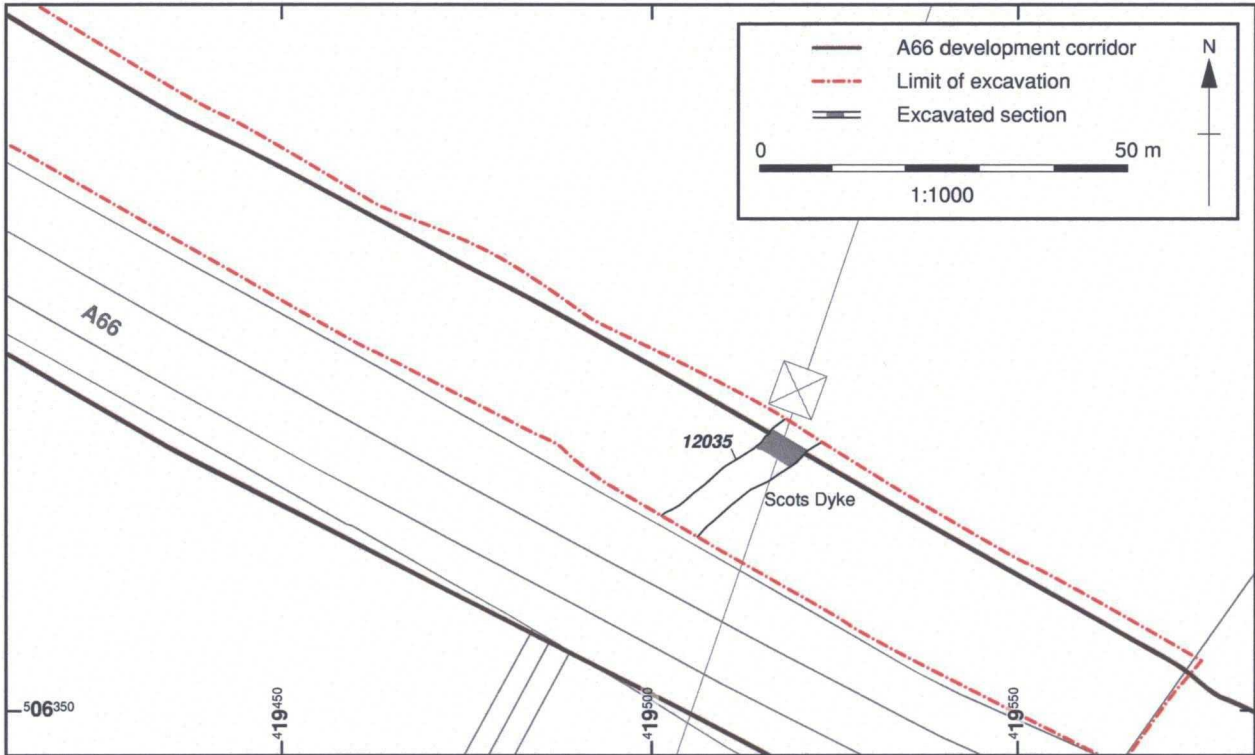 A66 development corridor
Limit of excavation
Excavated section
N
0 50 m
1:1000
A66
12035
Scots Dyke
506350
419450
419500
419550